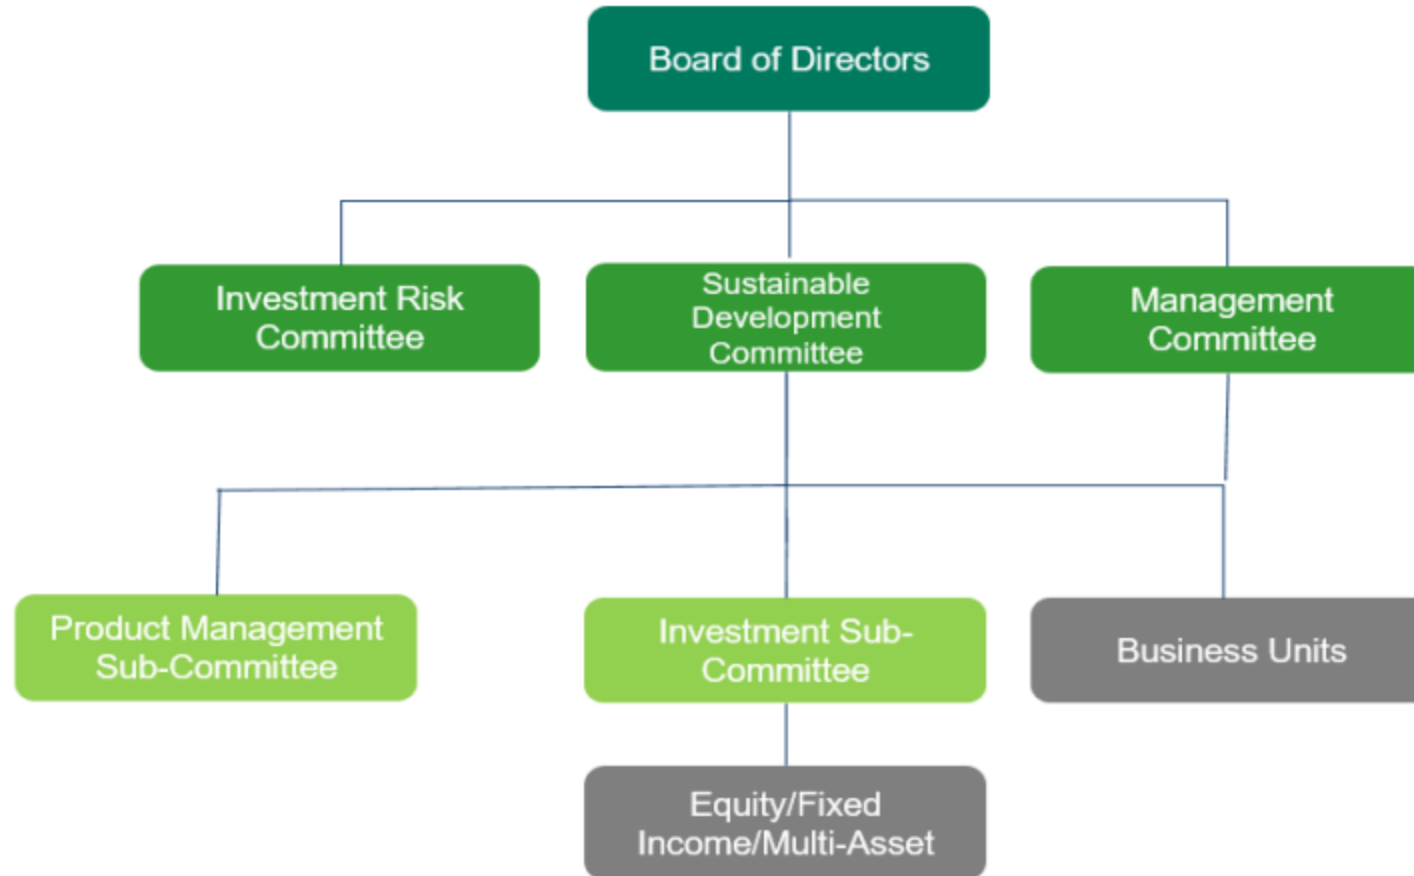 Board of Directors
Investment Risk
Committee
Sustainable
Development
Committee
Management
Committee
Product Management
Sub-Committee
Investment Sub-
Committee
Business Units
Equity/Fixed
Income/Multi-Asset